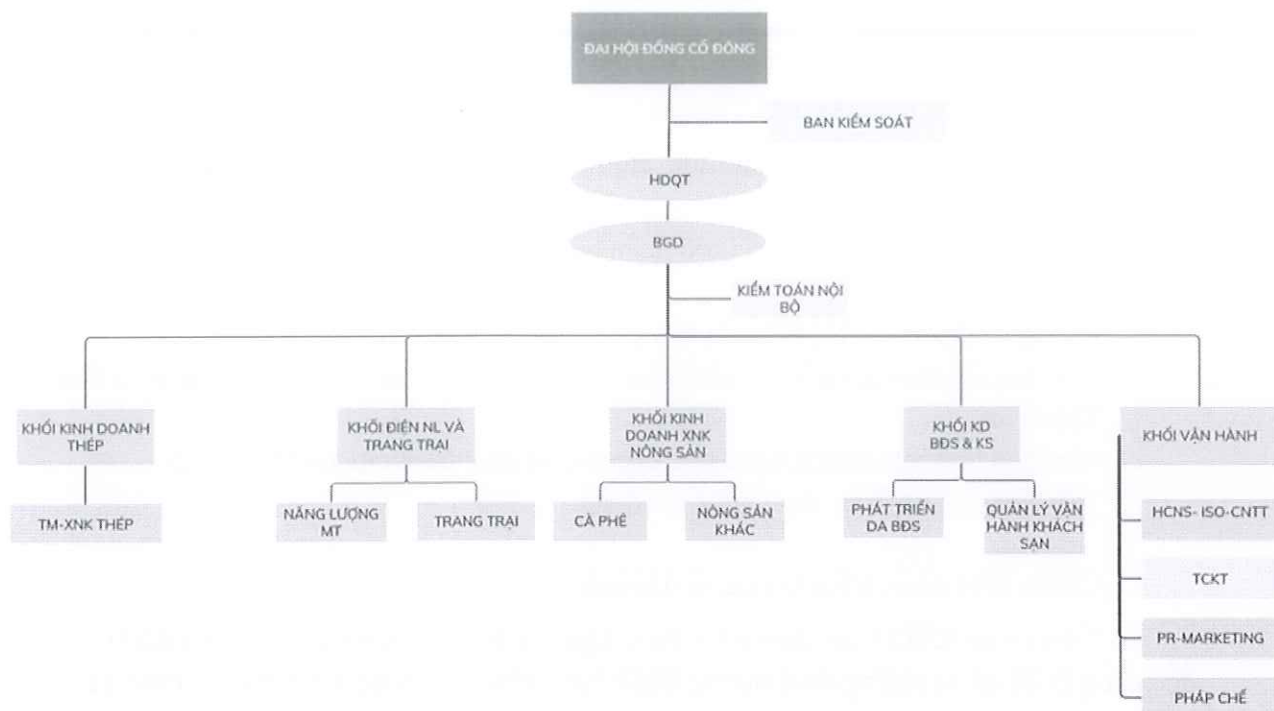 ĐẠI HỘI ĐỒNG CỔ ĐÔNG
BAN KIỂM SOÁT
HDQT
BGD
KIỂM TOÁN NỘI
BỘ
KHỐI KINH DOANH
THÉP
KHỐI ĐIỆN NL VÀ
TRANG TRẠI
KHỐI KINH
DOANH XNK
NÔNG SẢN
KHỐI KD
BĐS & KS
KHỐI VẬN HÀNH
TM-XNK THÉP
NĂNG LƯỢNG
MT
TRANG TRẠI
CÀ PHÊ
NÔNG SẢN
KHÁC
PHÁT TRIỂN
DA BĐS
QUẢN LÝ VẬN
HÀNH KHÁCH
SẠN
HCNS- ISO-CNTT
TCKT
PR-MARKETING
PHÁP CHẾ